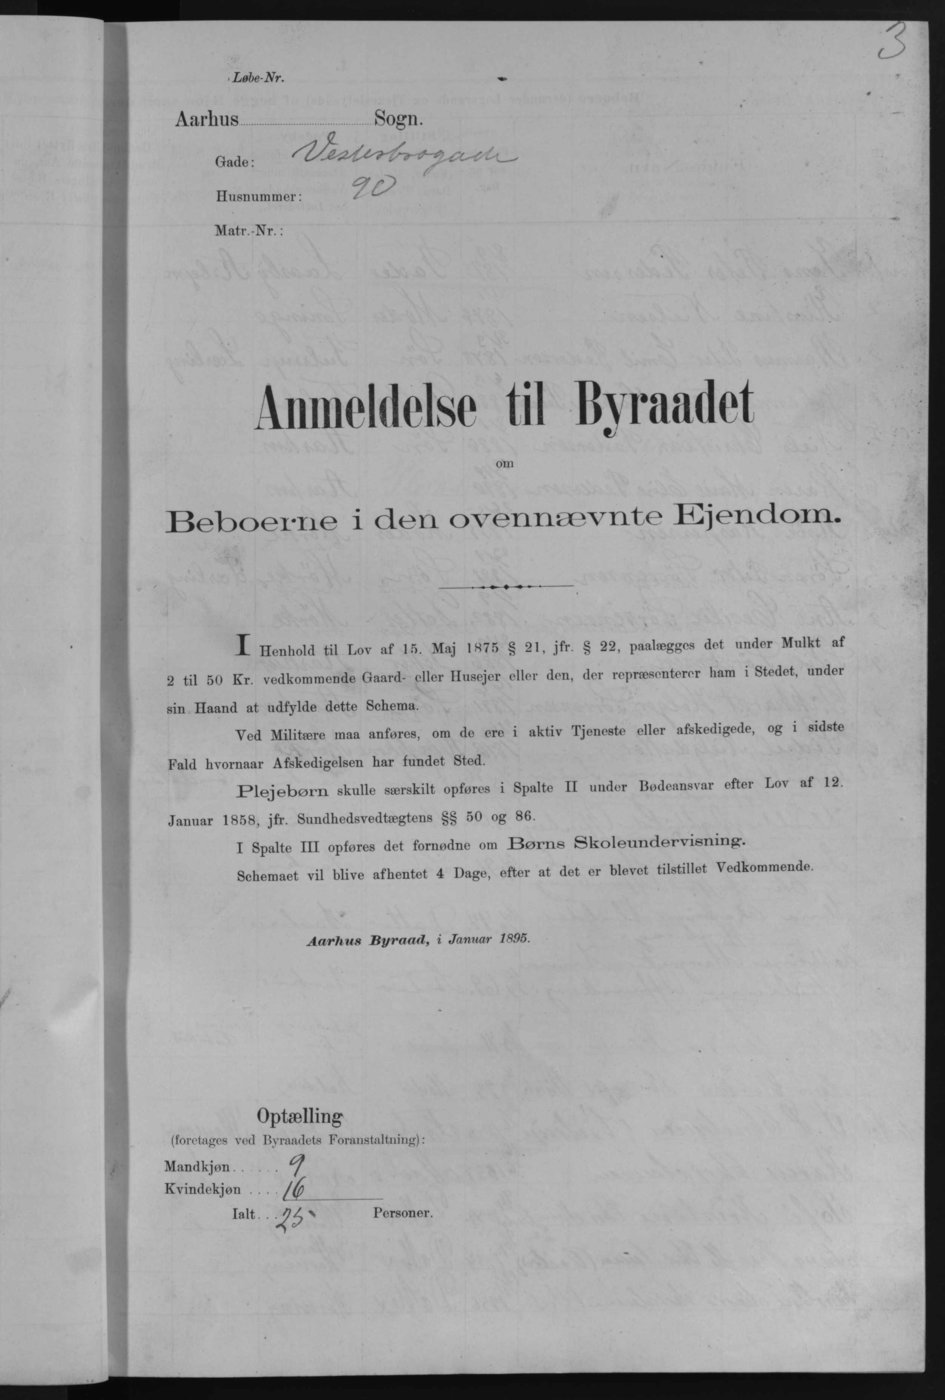 3
Løbe-Nr.
Aarhus Sogn.
Gade: Vesterbrogade
Husnummer: 90
Matr.-Nr.:
Anmeldelse til Byraadet
om
Beboerne i den ovennævnte Ejendom.
I Henhold til Lov af 15. Maj 1875 § 21, jfr. § 22, paalægges det under Mulkt af
2 til 50 Kr. vedkommende Gaard- eller Husejer eller den, der repræsenterer ham i Stedet, under
sin Haand at udfylde dette Schema.
Ved Militære maa anføres, om de ere i aktiv Tjeneste eller afskedigede, og i sidste
Fald hvornaar Afskedigelsen har fundet Sted.
Plejebørn skulle særskilt opføres i Spalte II under Bødeansvar efter Lov af 12.
Januar 1858, jfr. Sundhedsvedtægtens §§ 50 og 86.
I Spalte III opføres det fornødne om Børns Skoleundervisning.
Schemaet vil blive afhentet 4 Dage, efter at det er blevet tilstillet Vedkommende.
Aarhus Byraad, i Januar 1895.
Optælling
(foretages ved Byraadets Foranstaltning):
Mandkjøn...... 9
Kvindekjøn .... 16
Ialt... 25 Personer.